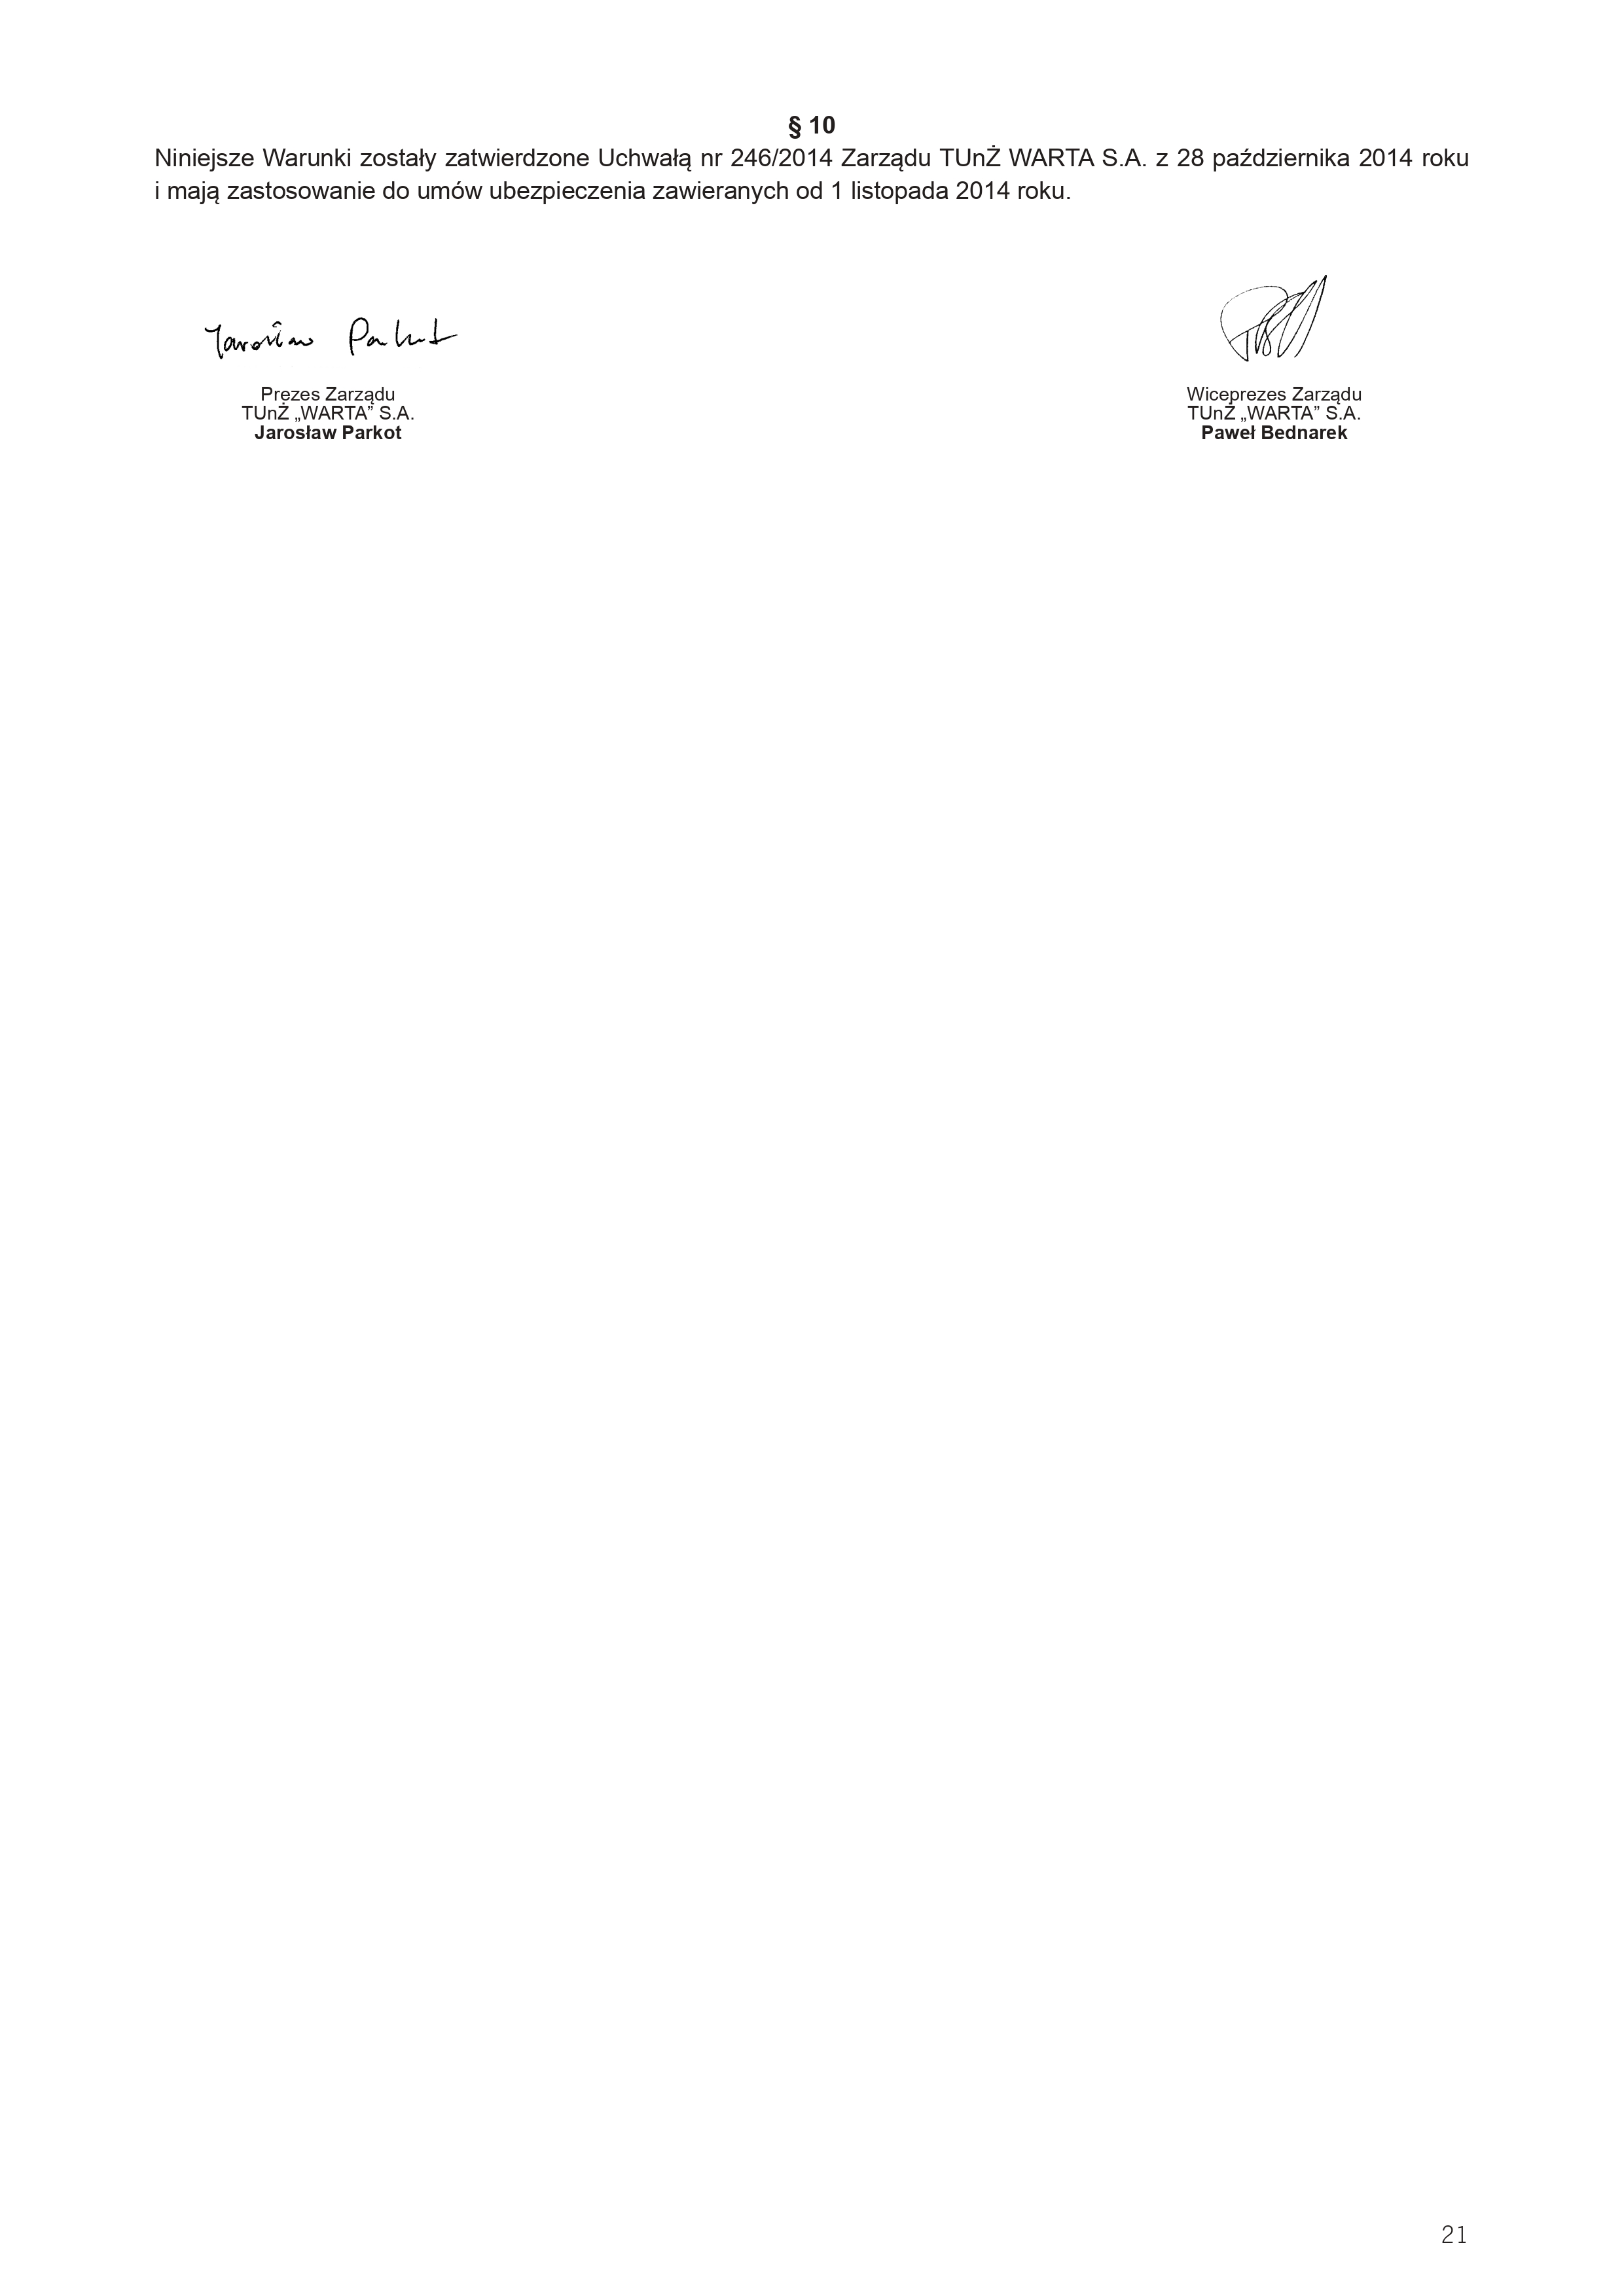 § 10
Niniejsze Warunki zostały zatwierdzone Uchwałą nr 246/2014 Zarządu TUnŻ WARTA S.A. z 28 października 2014 roku
i mają zastosowanie do umów ubezpieczenia zawieranych od 1 listopada 2014 roku.
Jarosław Parkot
Prezes Zarządu
TUnŻ „WARTA” S.A.
Jarosław Parkot
Wiceprezes Zarządu
TUnŻ „WARTA” S.A.
Paweł Bednarek
21